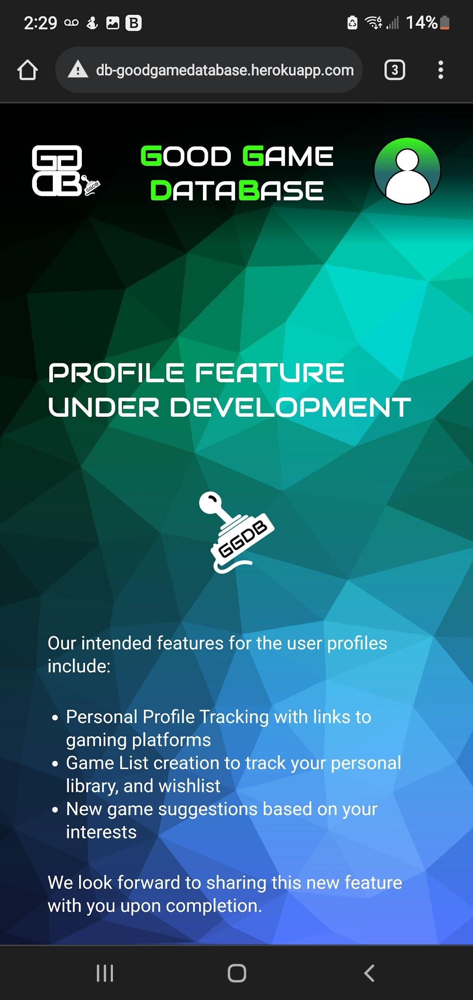 2:29 B 14%
db-goodgamedatabase.herokuapp.com 3
GGDB GGDB
GOOD GAME
DATABASE
PROFILE FEATURE
UNDER DEVELOPMENT
GGDB
Our intended features for the user profiles
include:
• Personal Profile Tracking with links to
gaming platforms
• Game List creation to track your personal
library, and wishlist
• New game suggestions based on your
interests
We look forward to sharing this new feature
with you upon completion.